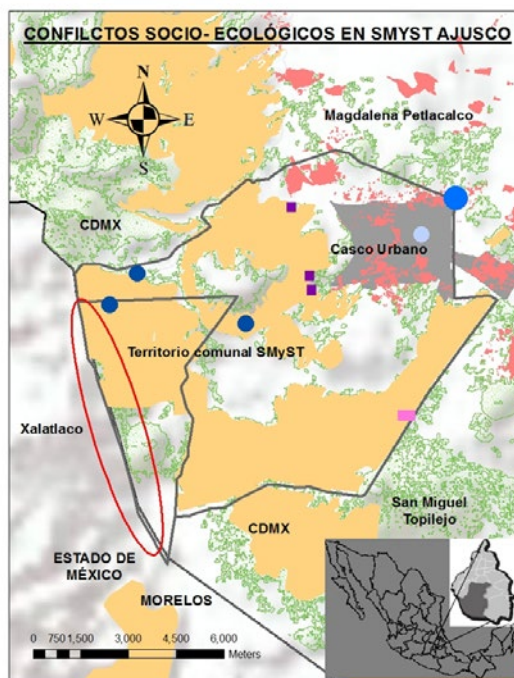 CONFILCTOS SOCIO- ECOLÓGICOS EN SMYST AJUSCO
N
W E
S
Magdalena Petlacalco
CDMX
Casco Urbano
Territorio comunal SMyST
Xalatlaco
San Miguel
Topilejo
CDMX
ESTADO DE
MÉXICO
MORELOS
0 750 1,500 3,000 4,500 6,000
Meters